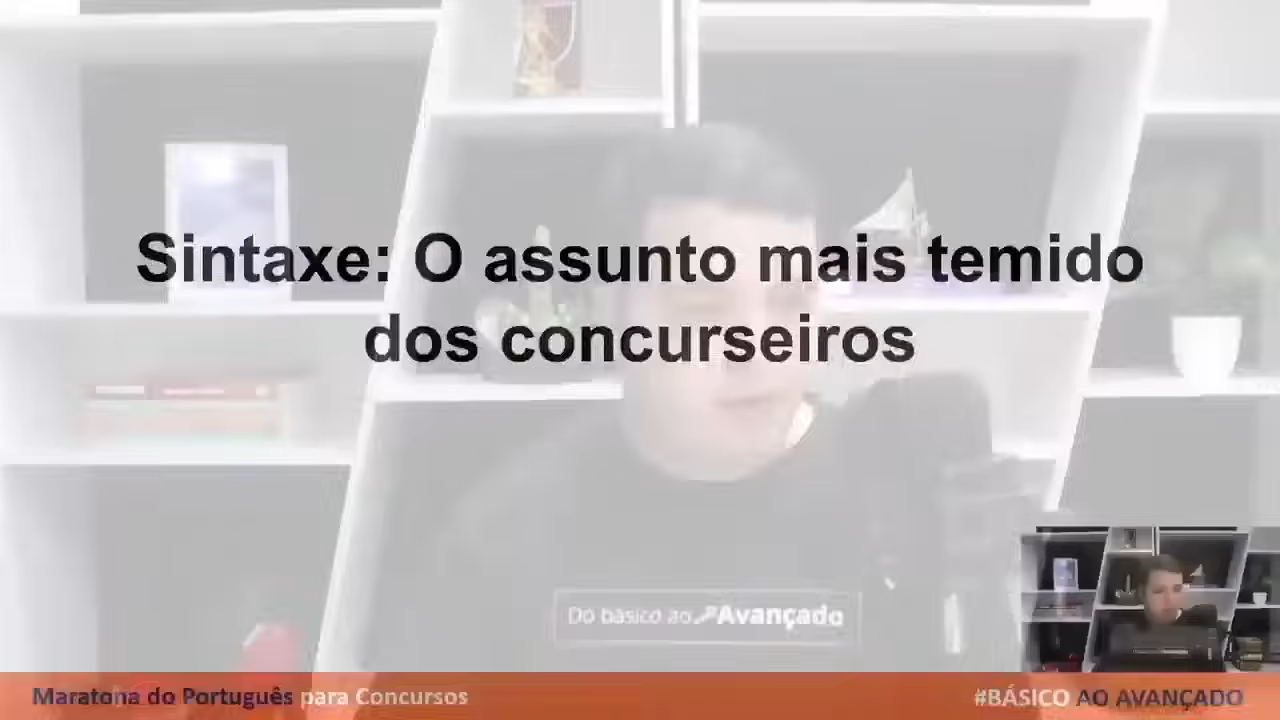 Sintaxe: O assunto mais temido
dos concurseiros
Do básico ao Avançado
Maratona do Português para Concursos
#BÁSICO AO AVANÇADO